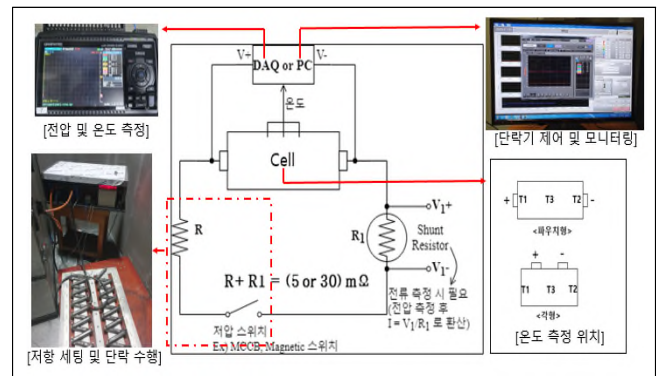 V+
V-
DAQ or PC
온도
[전압 및 온도 측정]
[단락기 제어 및 모니터링]
Cell
+
T1
T3
T2
-
<파우치형>
R
R1
V1+
Shunt
Resistor
V1-
R+ R1 = (5 or 30) mΩ
전류 측정 시 필요
(전압 측정 후
I = V1/R1 로 환산)
저압 스위치
Ex) MCCB, Magnetic 스위치
+ -
T1 T3 T2
<각형>
[온도 측정 위치]
[저항 세팅 및 단락 수행]